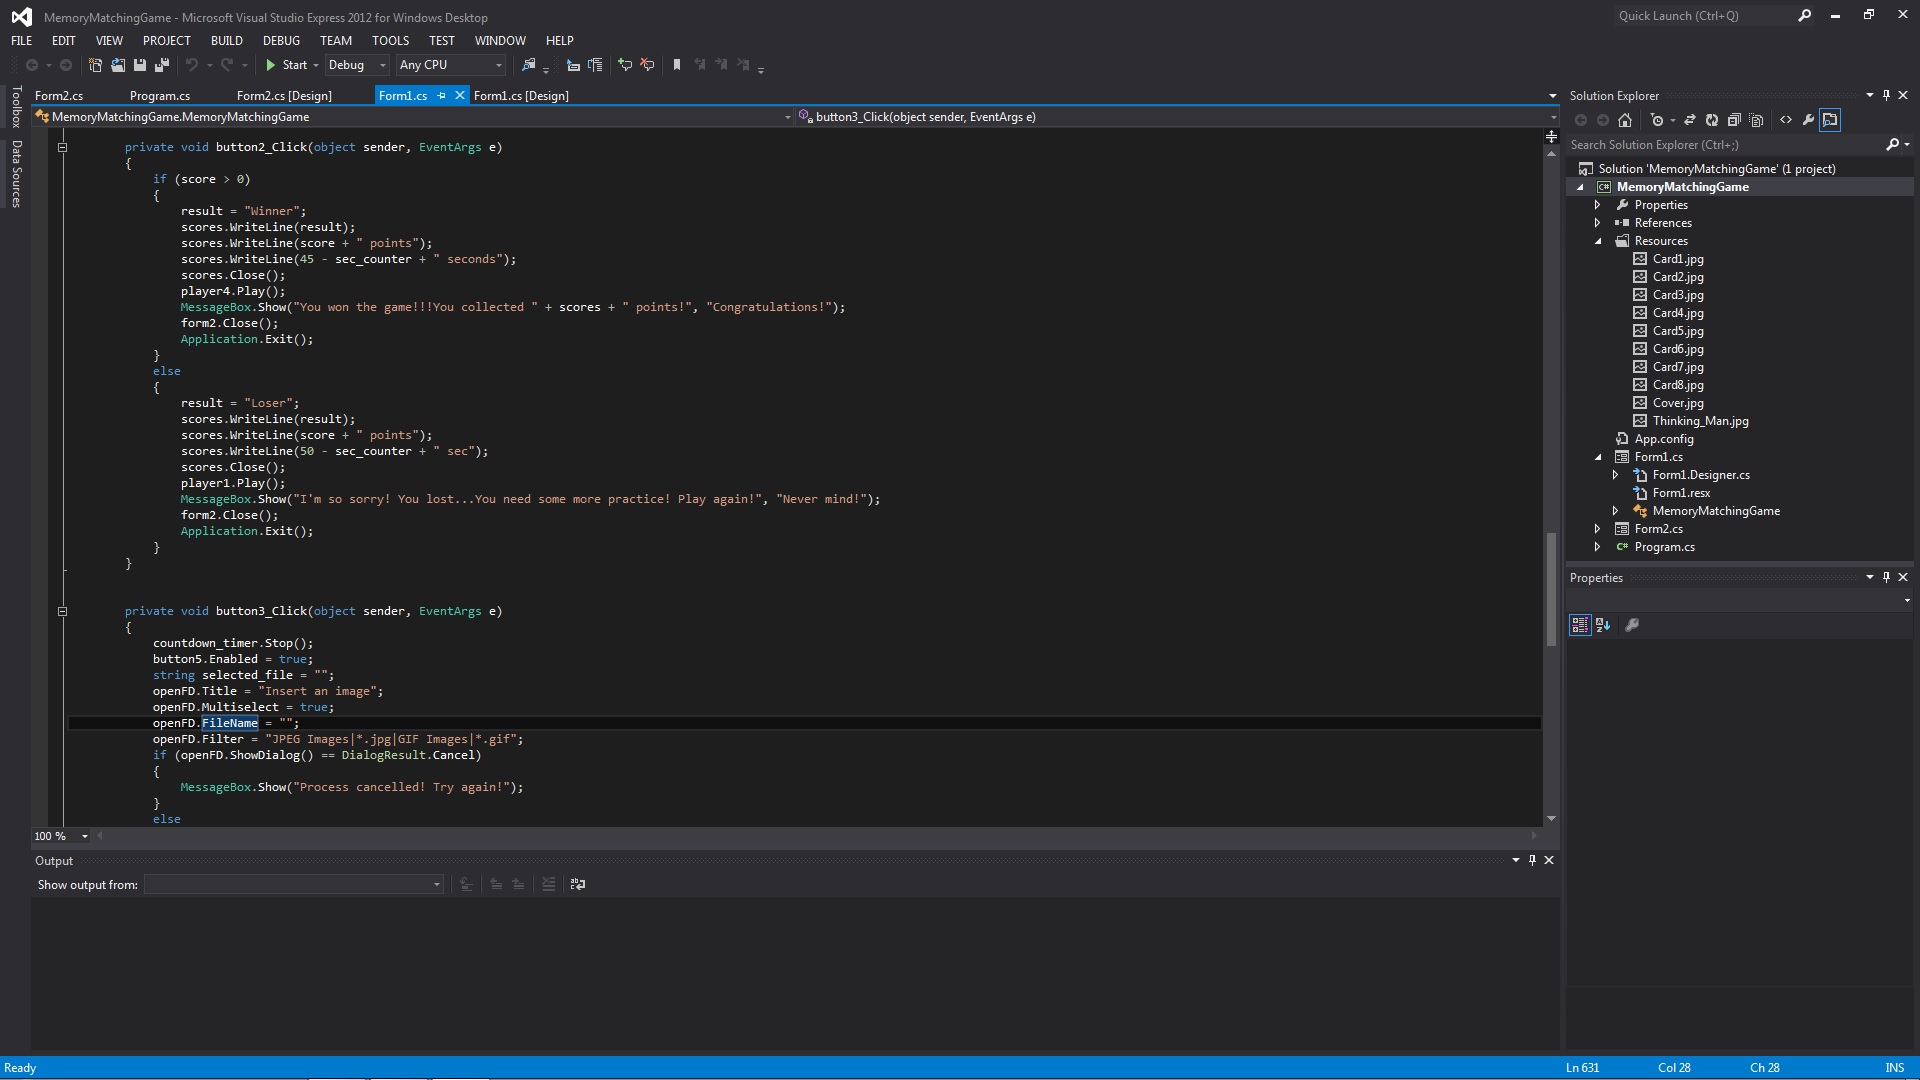 MemoryMatchingGame - Microsoft Visual Studio Express 2012 for Windows Desktop
Quick Launch (Ctrl+Q)
FILE EDIT VIEW PROJECT BUILD DEBUG TEAM TOOLS TEST WINDOW HELP
Start Debug Any CPU
Toolbox
Data Sources
Form2.cs Program.cs Form2.cs [Design] Form1.cs Form1.cs [Design]
MemoryMatchingGame.MemoryMatchingGame
button3_Click(object sender, EventArgs e)
private void button2_Click(object sender, EventArgs e)
{
if (score > 0)
{
result = "Winner";
scores.WriteLine(result);
scores.WriteLine(score + " points");
scores.WriteLine(45 - sec_counter + " seconds");
scores.Close();
player4.Play();
MessageBox.Show("You won the game!!!You collected " + scores + " points!", "Congratulations!");
form2.Close();
Application.Exit();
}
else
{
result = "Loser";
scores.WriteLine(result);
scores.WriteLine(score + " points");
scores.WriteLine(50 - sec_counter + " sec");
scores.Close();
player1.Play();
MessageBox.Show("I'm so sorry! You lost...You need some more practice! Play again!", "Never mind!");
form2.Close();
Application.Exit();
}
}
private void button3_Click(object sender, EventArgs e)
{
countdown_timer.Stop();
button5.Enabled = true;
string selected_file = "";
openFD.Title = "Insert an image";
openFD.Multiselect = true;
openFD.FileName = "";
openFD.Filter = "JPEG Images|*.jpg|GIF Images|*.gif";
if (openFD.ShowDialog() == DialogResult.Cancel)
{
MessageBox.Show("Process cancelled! Try again!");
}
else
100 %
Output
Show output from:
Solution Explorer
Search Solution Explorer (Ctrl+;)
Solution 'MemoryMatchingGame' (1 project)
C# MemoryMatchingGame
Properties
References
Resources
Card1.jpg
Card2.jpg
Card3.jpg
Card4.jpg
Card5.jpg
Card6.jpg
Card7.jpg
Card8.jpg
Cover.jpg
Thinking_Man.jpg
App.config
Form1.cs
Form1.Designer.cs
Form1.resx
MemoryMatchingGame
Form2.cs
C# Program.cs
Properties
Ready
Ln 631 Col 28 Ch 28 INS